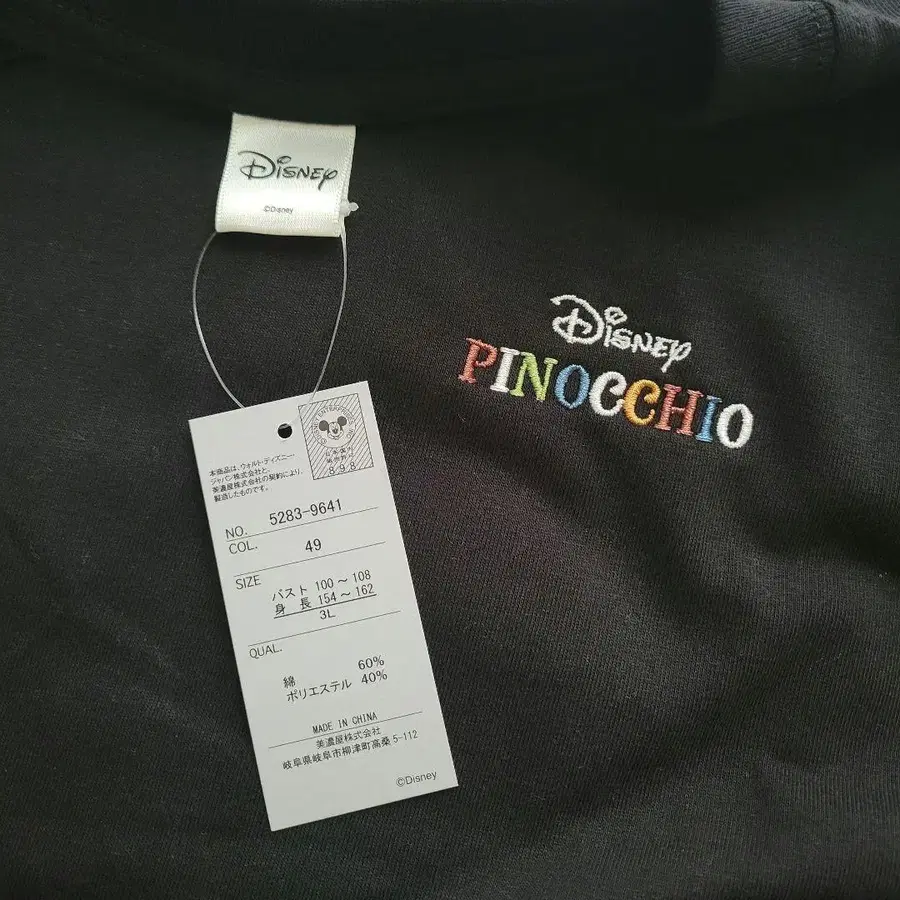 Disney
©Disney
Disney
PINOCCHIO
本商品は、ウォルト・ディズニー・
ジャパン株式会社と、
美濃屋株式会社の契約により、
製造したものです。
898
NO. 5283-9641
COL. 49
SIZE
バスト 100～108
身長 154～162
3L
QUAL.
綿 60%
ポリエステル 40%
MADE IN CHINA
美濃屋株式会社
岐阜県岐阜市柳津町高桑5-112
©Disney